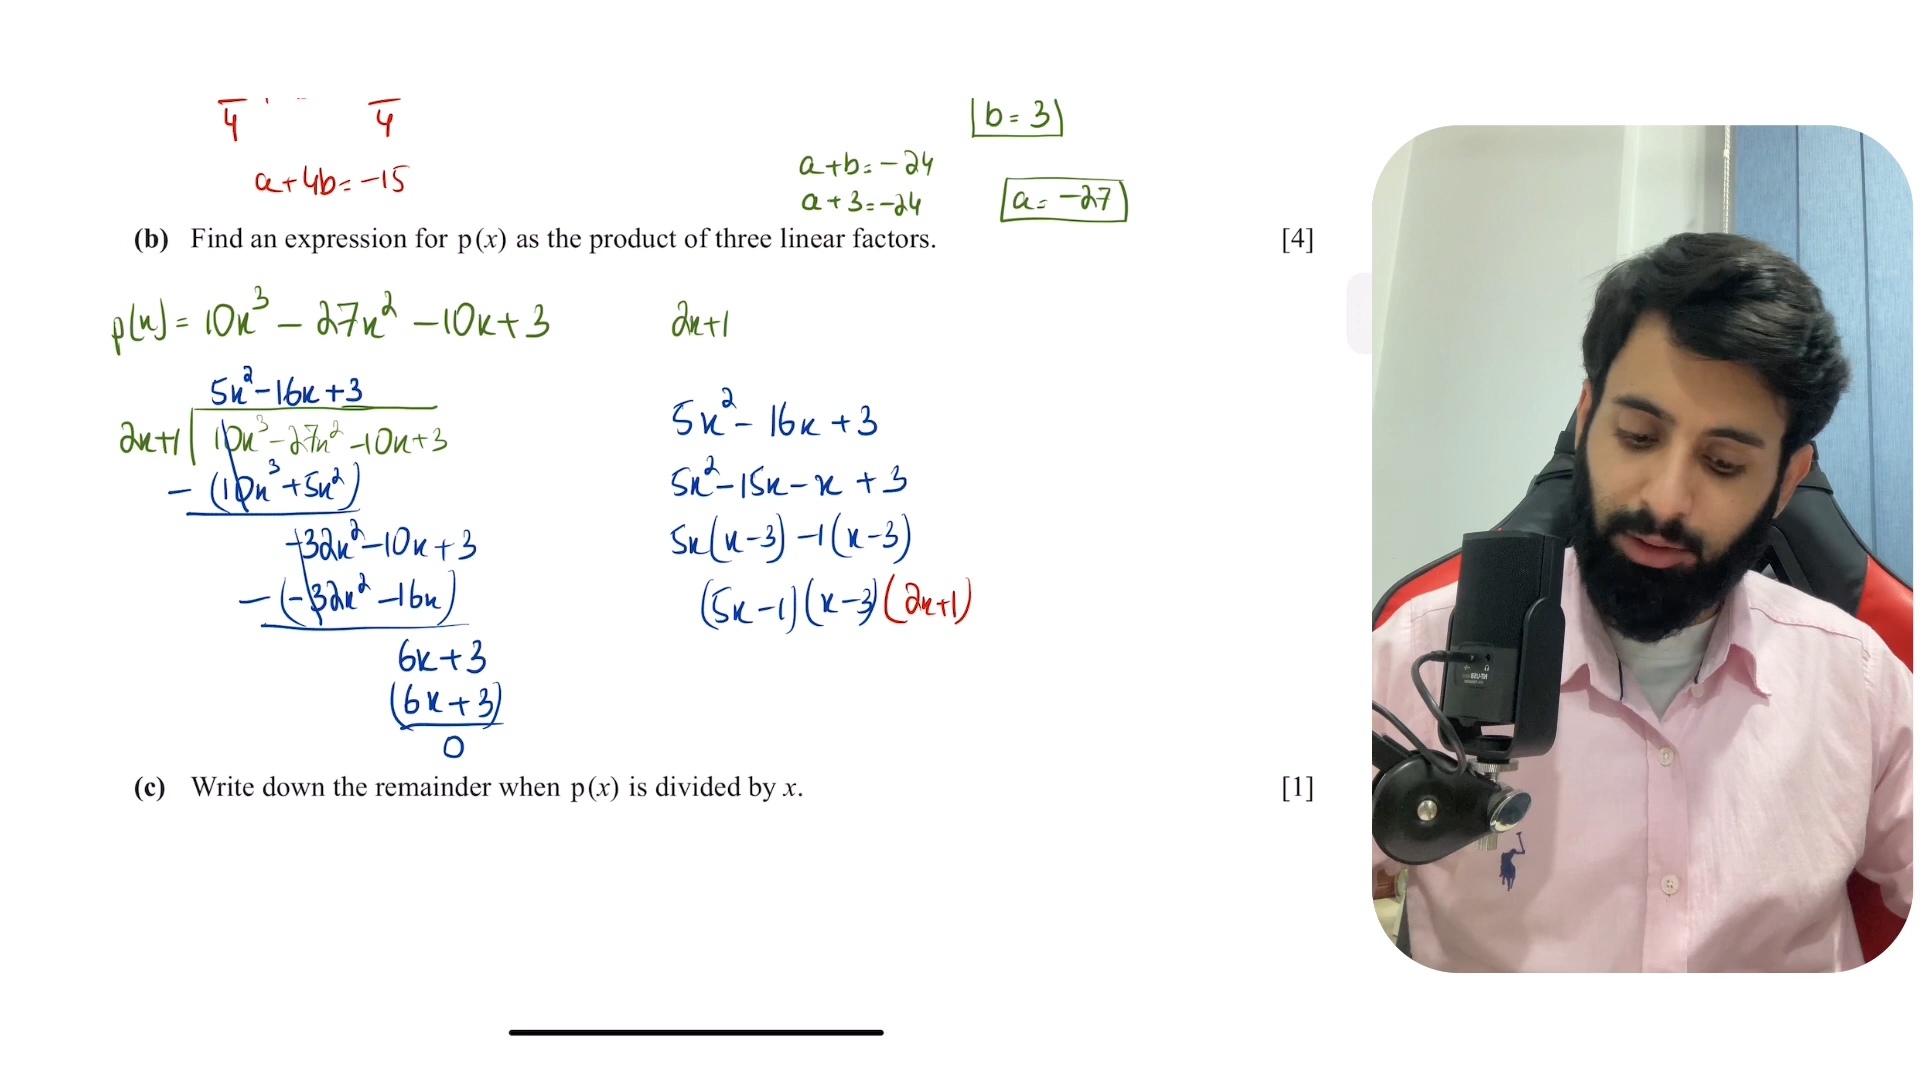 4 4
a+4b=-15
b=3
a+b=-24
a+3=-24
a=-27
(b) Find an expression for p(x) as the product of three linear factors. [4]
p(x) = 10x³ - 27x² - 10x + 3
2x+1
5x²-16x+3
2x+1 10x³-27x²-10x+3
-(10x³+5x²)
-32x²-10x+3
-(-32x²-16x)
6x+3
(6x+3)
0
5x² - 16x + 3
5x²-15x-x+3
5x(x-3)-1(x-3)
(5x-1)(x-3)(2x+1)
(c) Write down the remainder when p(x) is divided by x. [1]